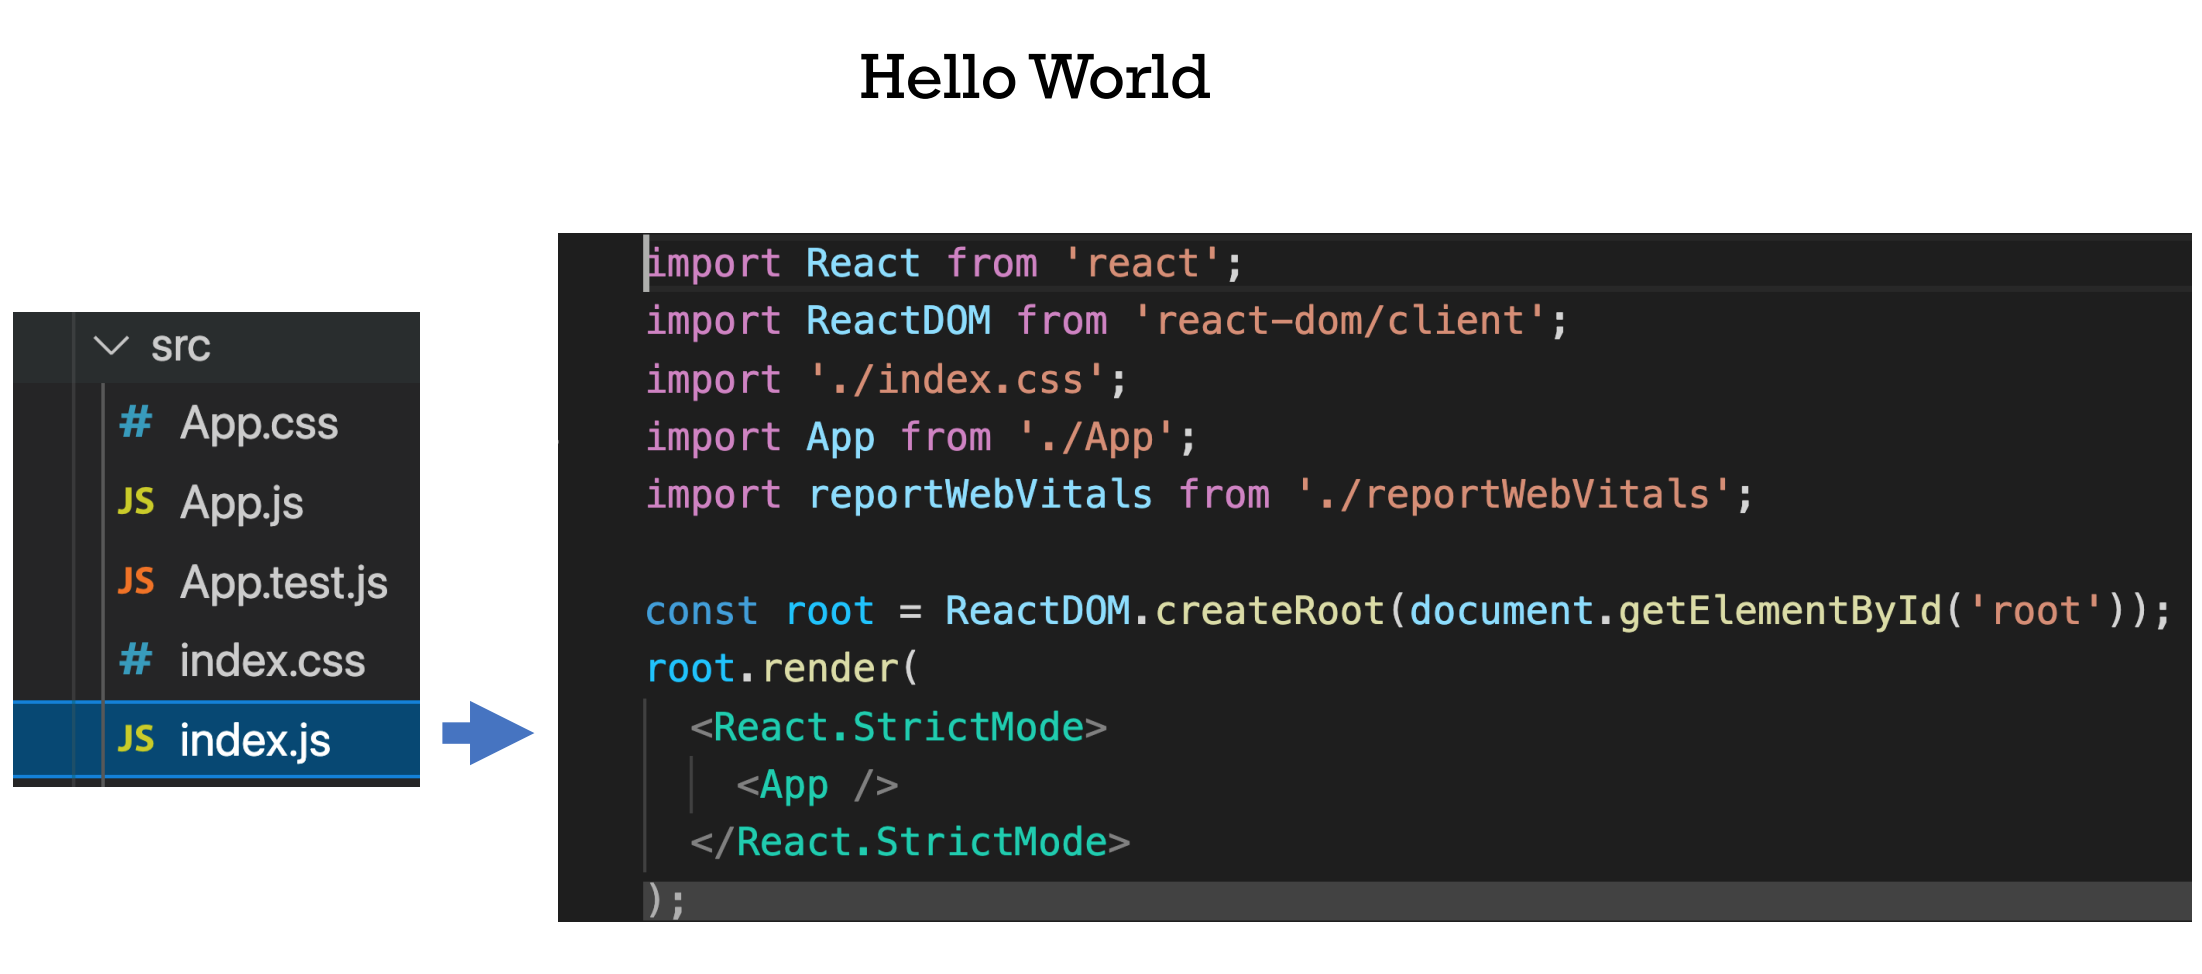 Hello World
src
# App.css
JS App.js
JS App.test.js
# index.css
JS index.js
import React from 'react';
import ReactDOM from 'react-dom/client';
import './index.css';
import App from './App';
import reportWebVitals from './reportWebVitals';
const root = ReactDOM.createRoot(document.getElementById('root'));
root.render(
<React.StrictMode>
<App />
</React.StrictMode>
);